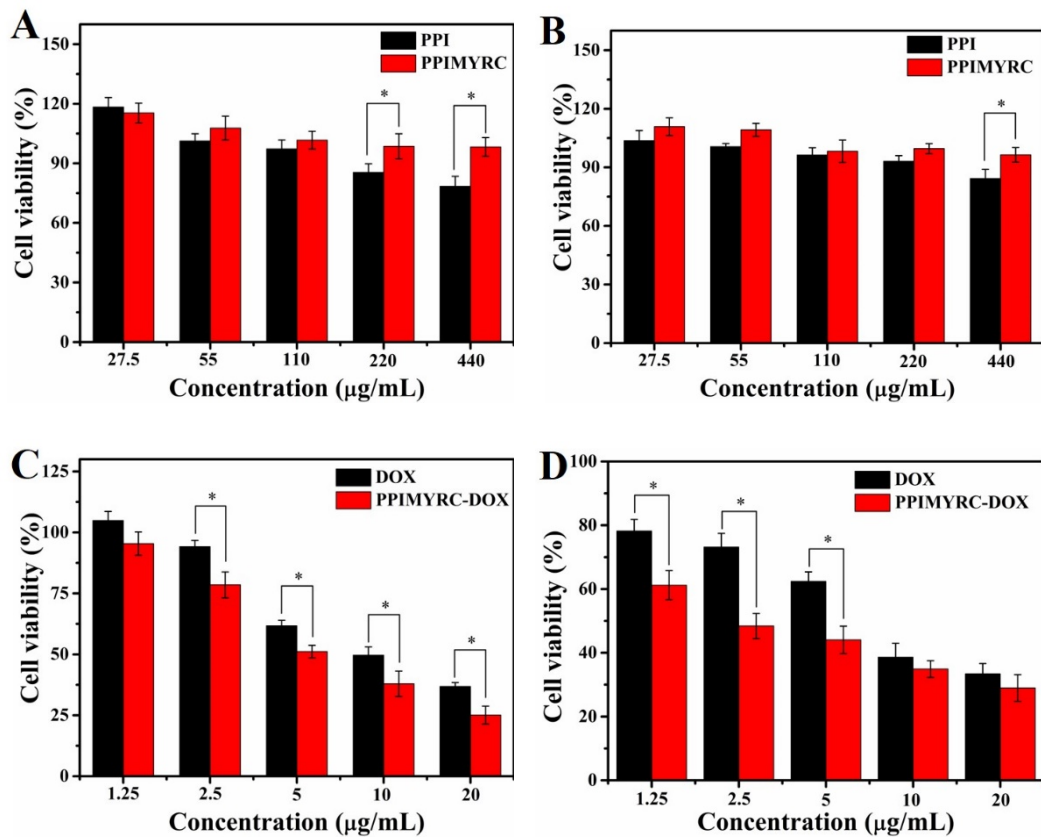 A
PPI
PPIMYRC
Cell viability (%)
150
120
90
60
30
0
*
*
27.5 55 110 220 440
Concentration (μg/mL)
B
PPI
PPIMYRC
Cell viability (%)
150
120
90
60
30
0
*
27.5 55 110 220 440
Concentration (μg/mL)
C
DOX
PPIMYRC-DOX
Cell viability (%)
125
100
75
50
25
0
*
*
*
*
1.25 2.5 5 10 20
Concentration (μg/mL)
D
DOX
PPIMYRC-DOX
Cell viability (%)
100
80
60
40
20
0
*
*
*
1.25 2.5 5 10 20
Concentration (μg/mL)